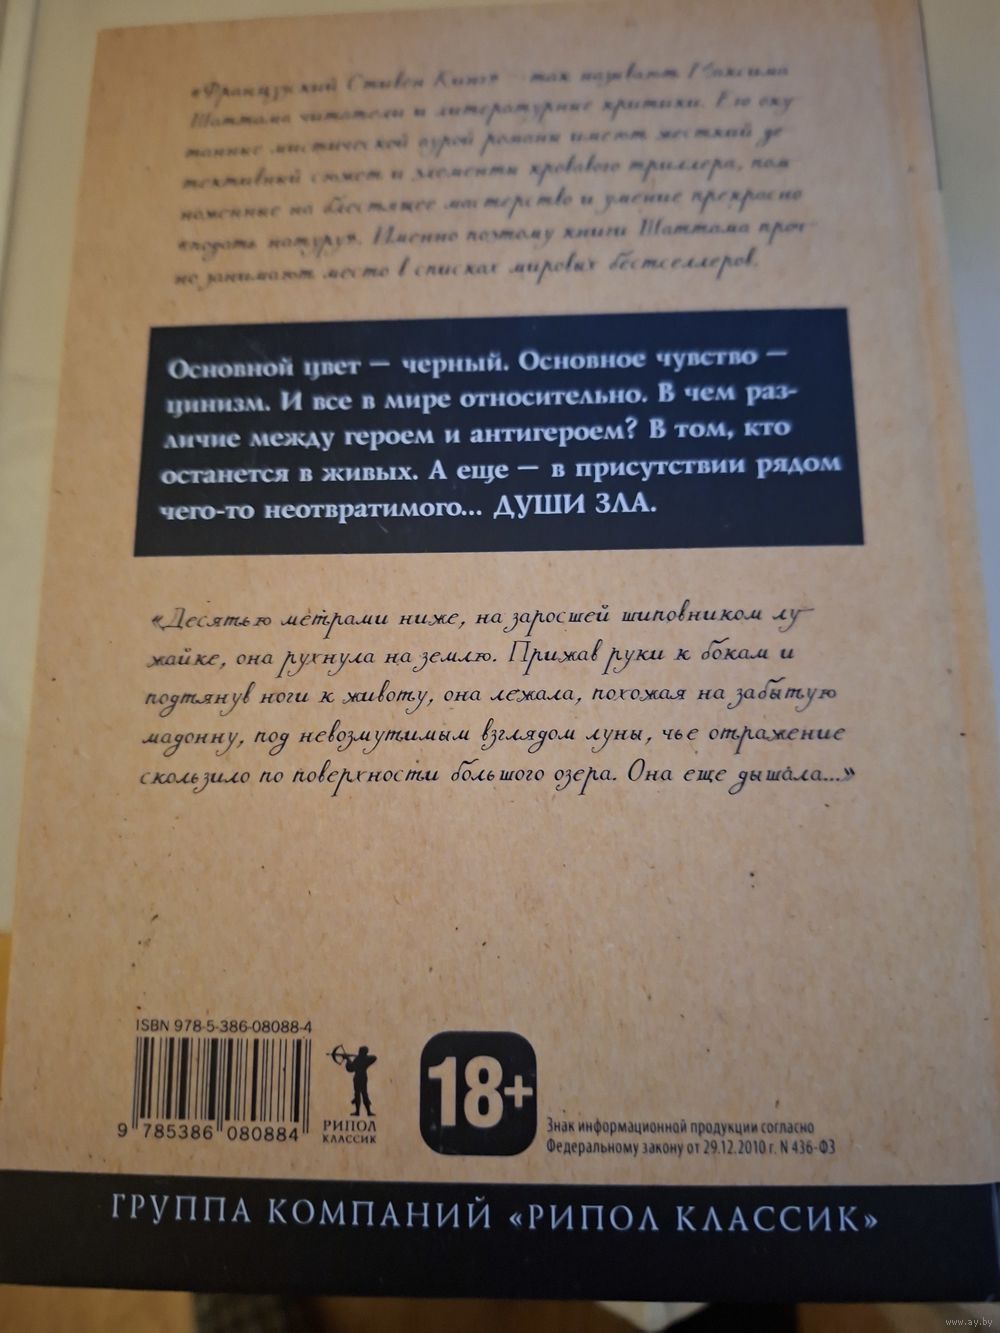 «Французский Стивен Кинг» — так называют Максима
Шаттама читатели и литературные критики. Его оку
танные мистической аурой романы имеют жесткий де
тективный сюжет и элементы кровавого триллера, пом
ноженные на блестящее мастерство и умение прекрасно
«подать натуру». Именно поэтому книги Шаттама проч-
но занимают место в списках мировых бестселлеров.
Основной цвет — черный. Основное чувство —
цинизм. И все в мире относительно. В чем раз-
личие между героем и антигероем? В том, кто
останется в живых. А еще — в присутствии рядом
чего-то неотвратимого... ДУШИ ЗЛА.
«Десятью метрами ниже, на заросшей шиповником лу-
жайке, она рухнула на землю. Прижав руки к бокам и
подтянув ноги к животу, она лежала, похожая на забытую
мадонну, под невозмутимым взглядом луны, чье отражение
скользило по поверхности большого озера. Она еще дышала...»
ISBN 978-5-386-08088-4
9 785386 080884
РИПОЛ
КЛАССИК
18+
Знак информационной продукции согласно
Федеральному закону от 29.12.2010 г. N 436-ФЗ
ГРУППА КОМПАНИЙ «РИПОЛ КЛАССИК»
www.ay.by